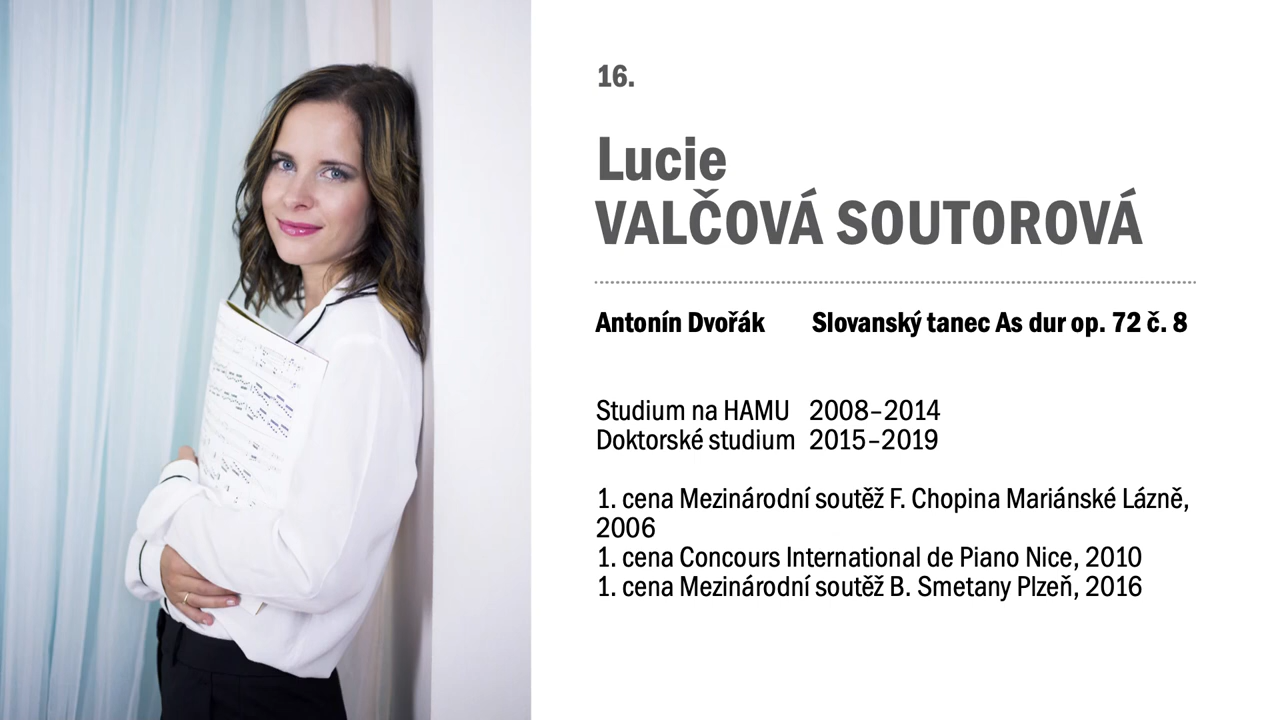 16.
Lucie
VALČOVÁ SOUTOROVÁ
Antonín Dvořák Slovanský tanec As dur op. 72 č. 8
Studium na HAMU 2008–2014
Doktorské studium 2015–2019
1. cena Mezinárodní soutěž F. Chopina Mariánské Lázně,
2006
1. cena Concours International de Piano Nice, 2010
1. cena Mezinárodní soutěž B. Smetany Plzeň, 2016